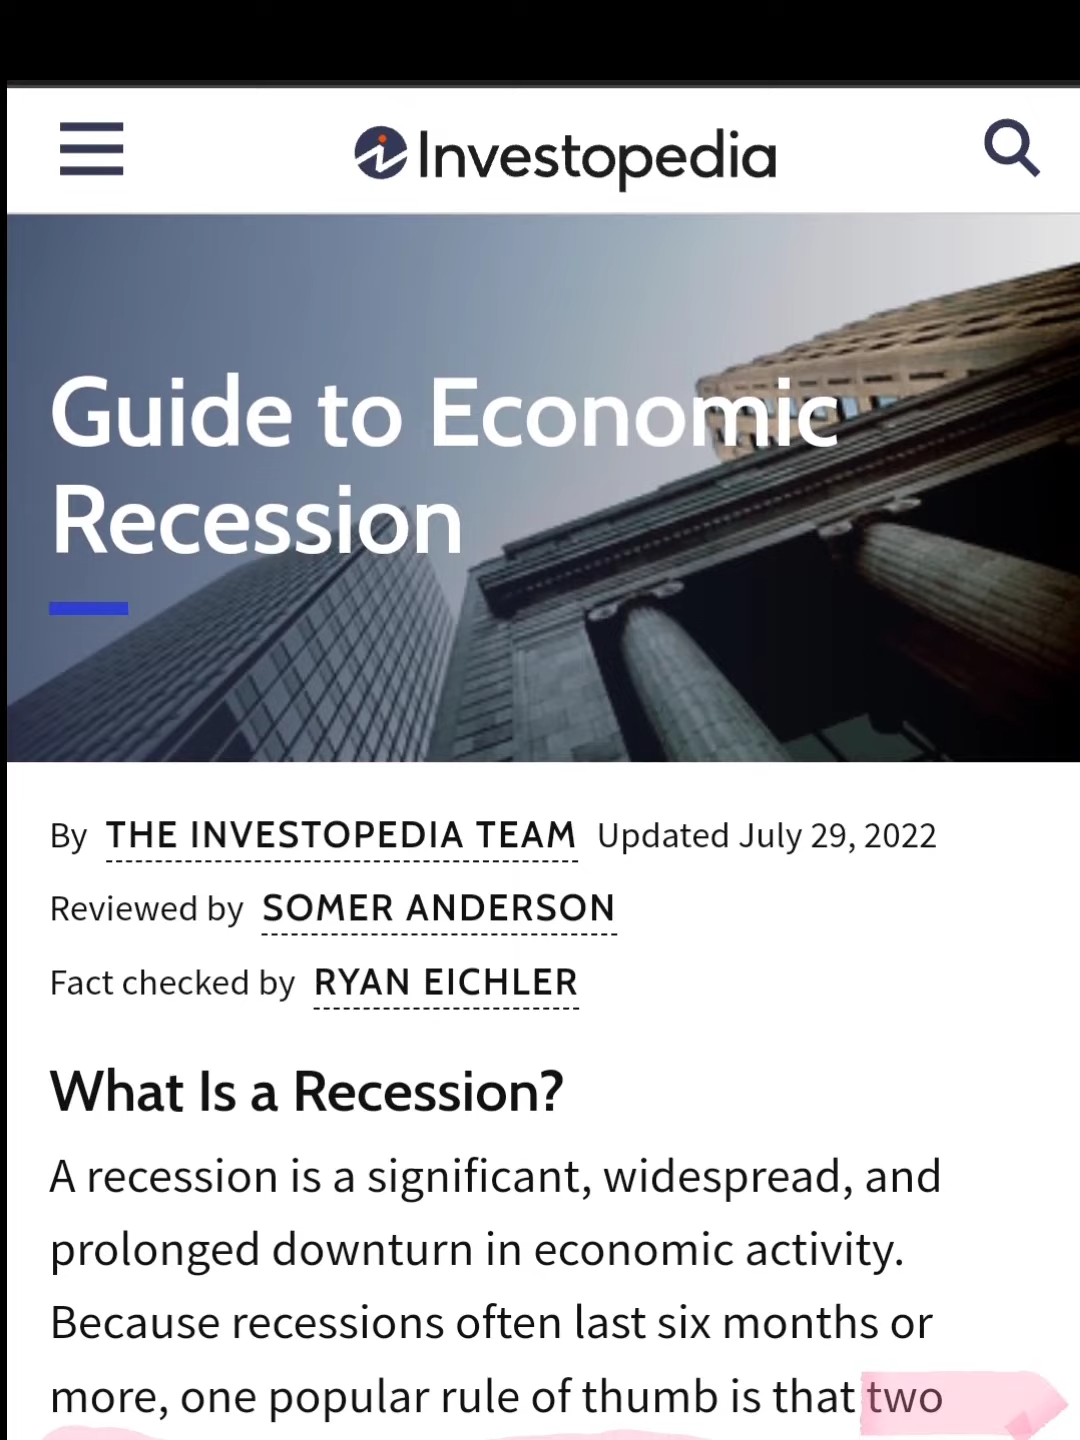 Investopedia
Guide to Economic
Recession
By THE INVESTOPEDIA TEAM Updated July 29, 2022
Reviewed by SOMER ANDERSON
Fact checked by RYAN EICHLER
What Is a Recession?
A recession is a significant, widespread, and
prolonged downturn in economic activity.
Because recessions often last six months or
more, one popular rule of thumb is that two